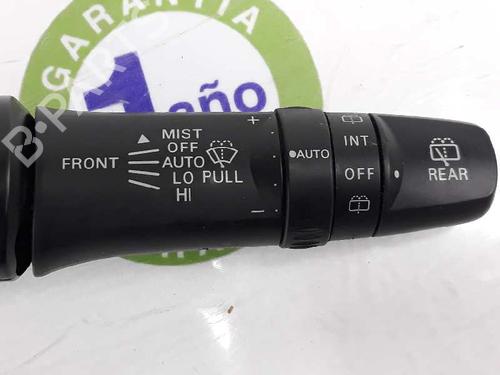 GARANTIA
1 año
B-PARTS
MIST
OFF
FRONT AUTO
LO PULL
HI
+
AUTO
-
INT
OFF
REAR